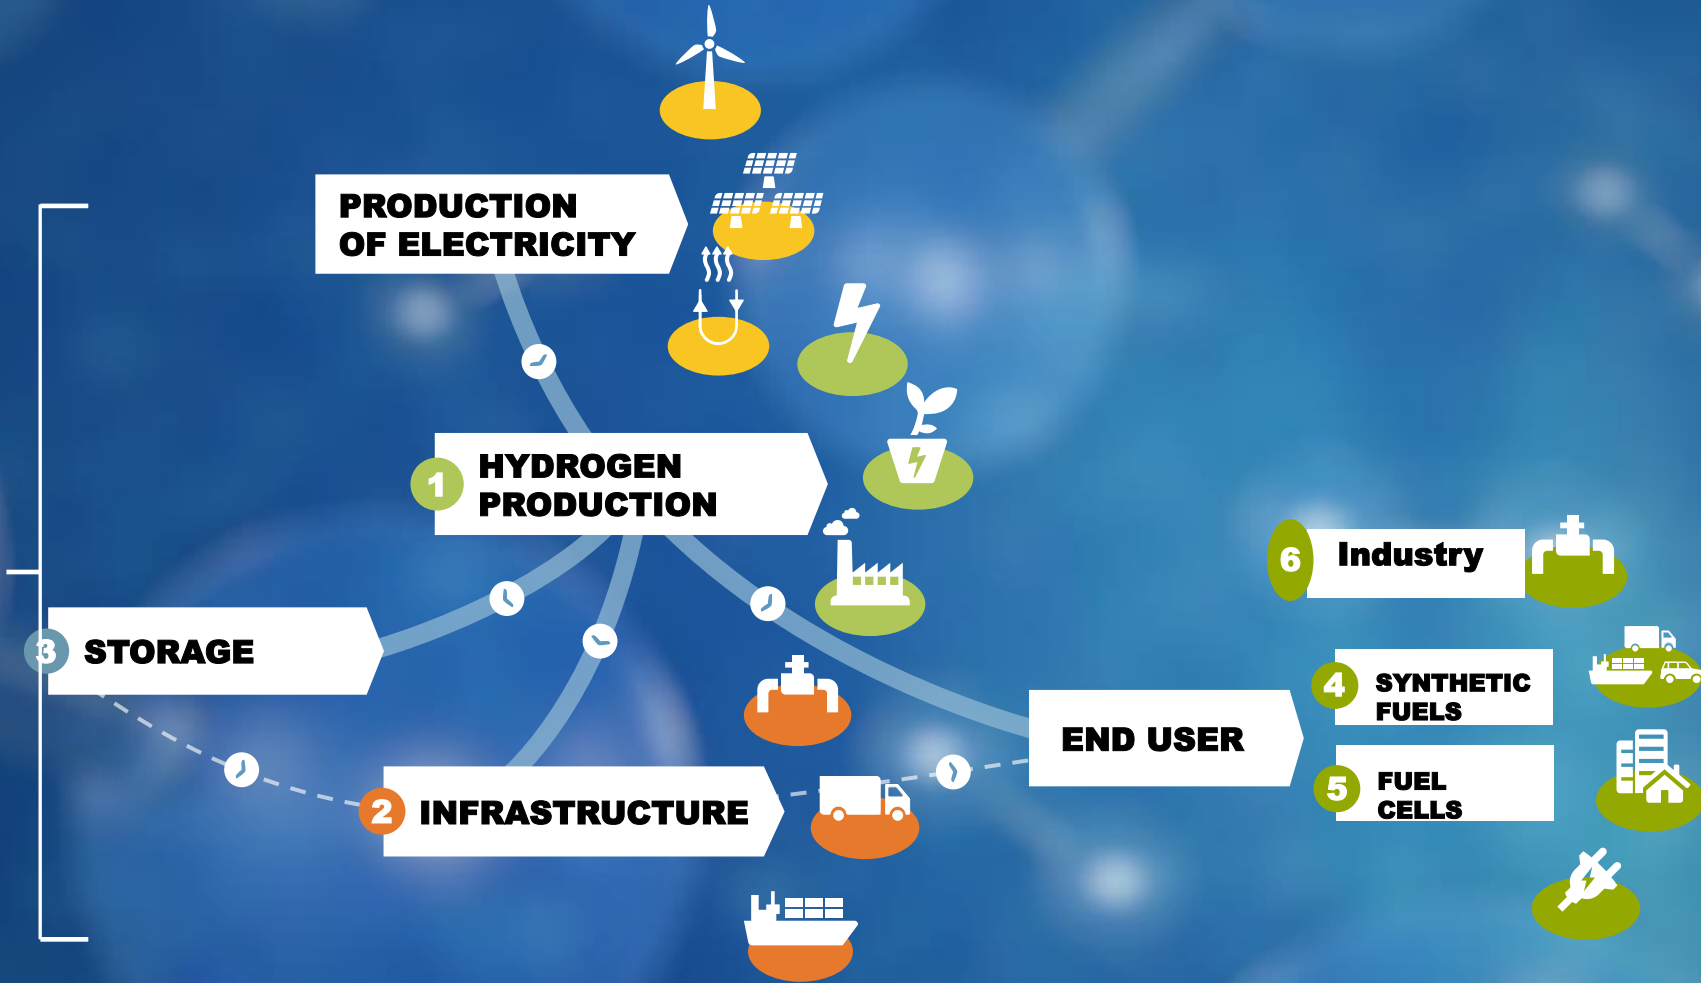 PRODUCTION
OF ELECTRICITY
1
HYDROGEN
PRODUCTION
3
STORAGE
2
INFRASTRUCTURE
END USER
6
Industry
4
SYNTHETIC
FUELS
5
FUEL
CELLS